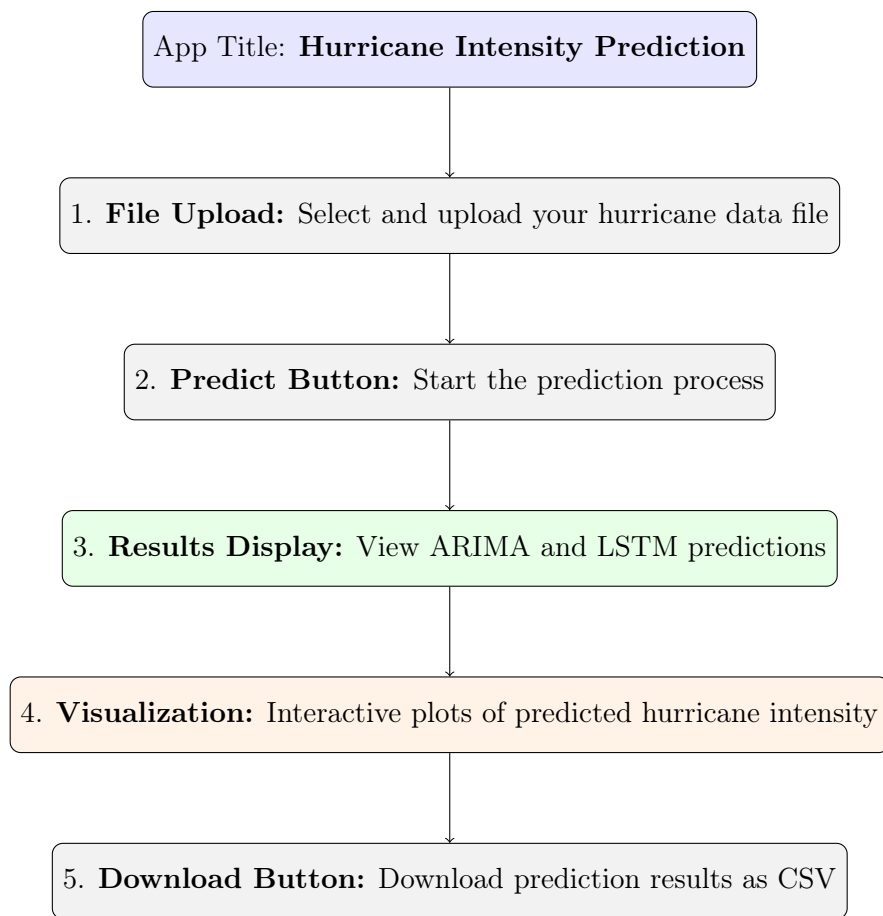 App Title: Hurricane Intensity Prediction
1. File Upload: Select and upload your hurricane data file
2. Predict Button: Start the prediction process
3. Results Display: View ARIMA and LSTM predictions
4. Visualization: Interactive plots of predicted hurricane intensity
5. Download Button: Download prediction results as CSV